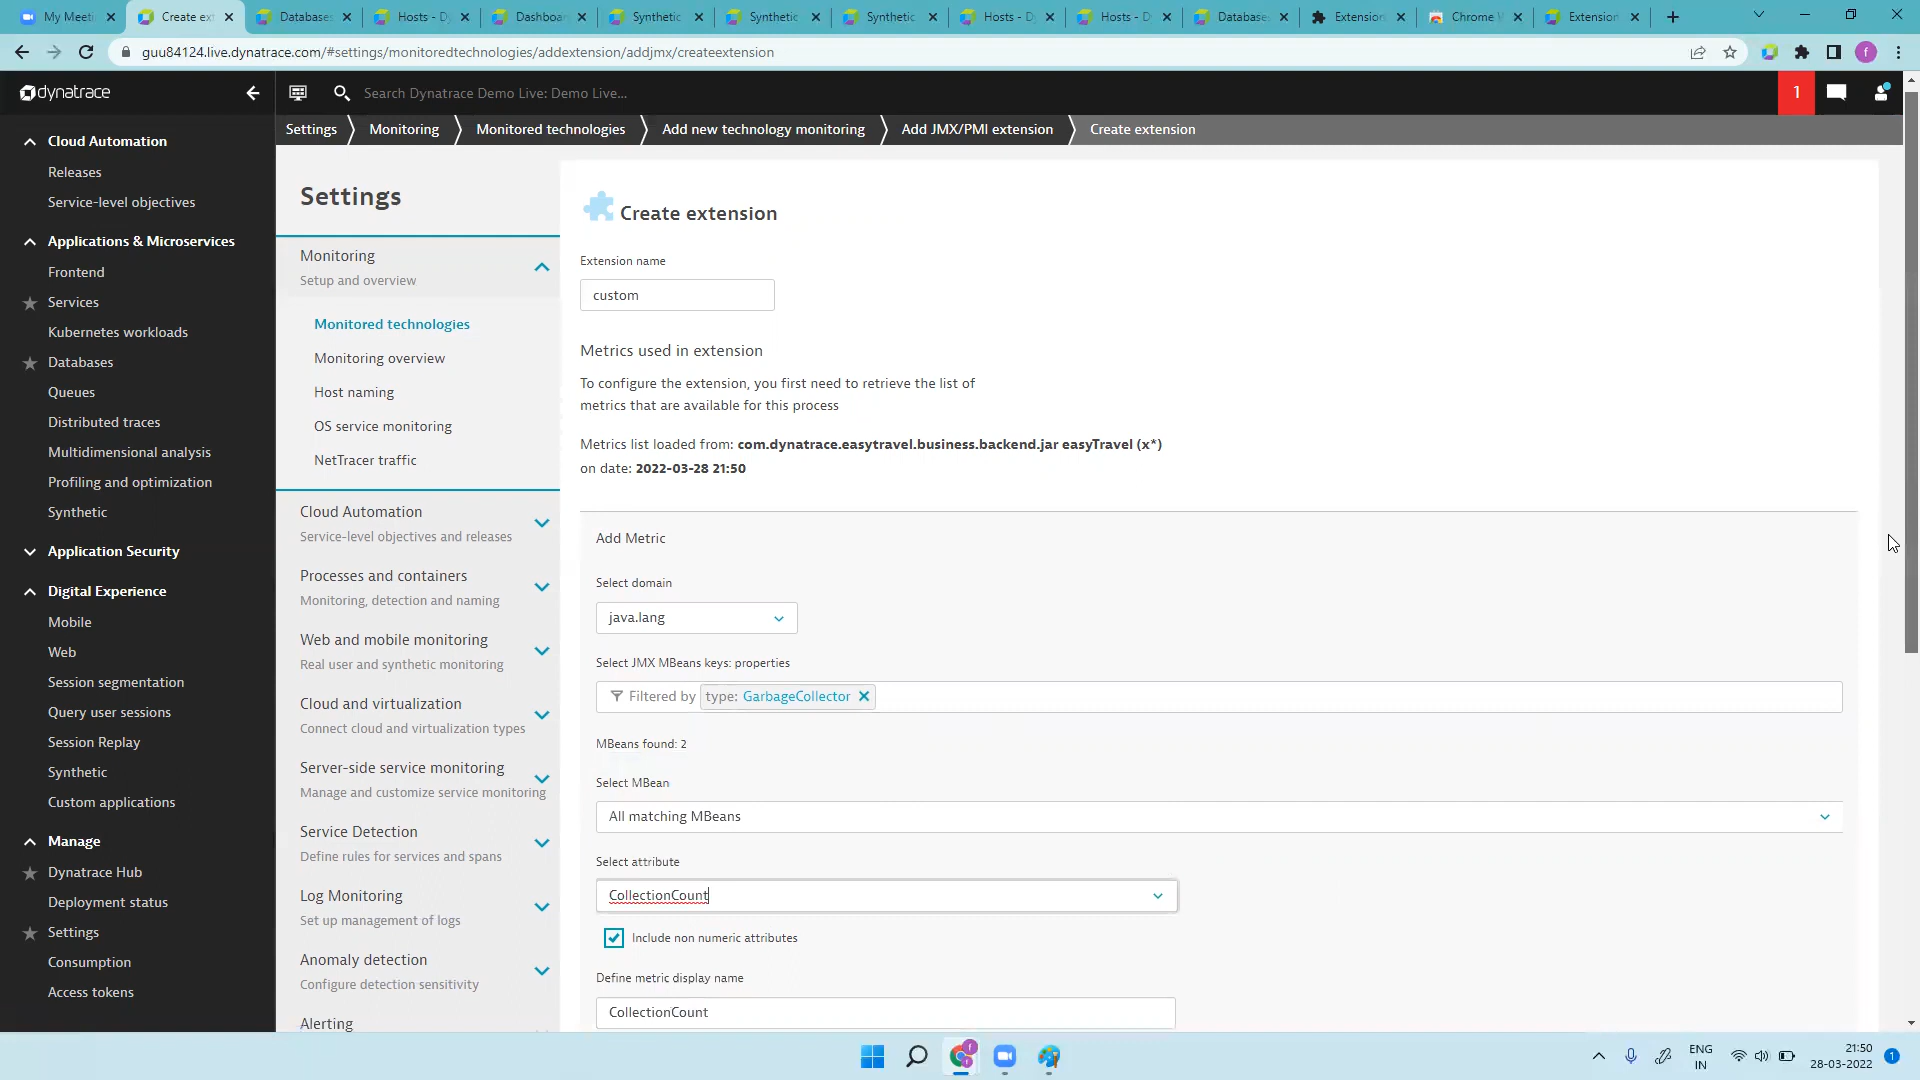 My Meeti
Create ex
Databases
Hosts - Dy
Dashboar
Synthetic
Synthetic
Synthetic
Hosts - D
Hosts - D
Databases
Extension
Chrome W
Extension
guu84124.live.dynatrace.com/#settings/monitoredtechnologies/addextension/addjmx/createextension
f
dynatrace
Search Dynatrace Demo Live: Demo Live...
1
Settings
Monitoring
Monitored technologies
Add new technology monitoring
Add JMX/PMI extension
Create extension
Cloud Automation
Releases
Service-level objectives
Applications & Microservices
Frontend
Services
Kubernetes workloads
Databases
Queues
Distributed traces
Multidimensional analysis
Profiling and optimization
Synthetic
Application Security
Digital Experience
Mobile
Web
Session segmentation
Query user sessions
Session Replay
Synthetic
Custom applications
Manage
Dynatrace Hub
Deployment status
Settings
Consumption
Access tokens
Settings
Monitoring
Setup and overview
Monitored technologies
Monitoring overview
Host naming
OS service monitoring
NetTracer traffic
Cloud Automation
Service-level objectives and releases
Processes and containers
Monitoring, detection and naming
Web and mobile monitoring
Real user and synthetic monitoring
Cloud and virtualization
Connect cloud and virtualization types
Server-side service monitoring
Manage and customize service monitoring
Service Detection
Define rules for services and spans
Log Monitoring
Set up management of logs
Anomaly detection
Configure detection sensitivity
Alerting
Create extension
Extension name
custom
Metrics used in extension
To configure the extension, you first need to retrieve the list of
metrics that are available for this process
Metrics list loaded from: com.dynatrace.easytravel.business.backend.jar easyTravel (x*)
on date: 2022-03-28 21:50
Add Metric
Select domain
java.lang
Select JMX MBeans keys: properties
Filtered by type: GarbageCollector
MBeans found: 2
Select MBean
All matching MBeans
Select attribute
CollectionCount
Include non numeric attributes
Define metric display name
CollectionCount
ENG
IN
21:50
28-03-2022
1